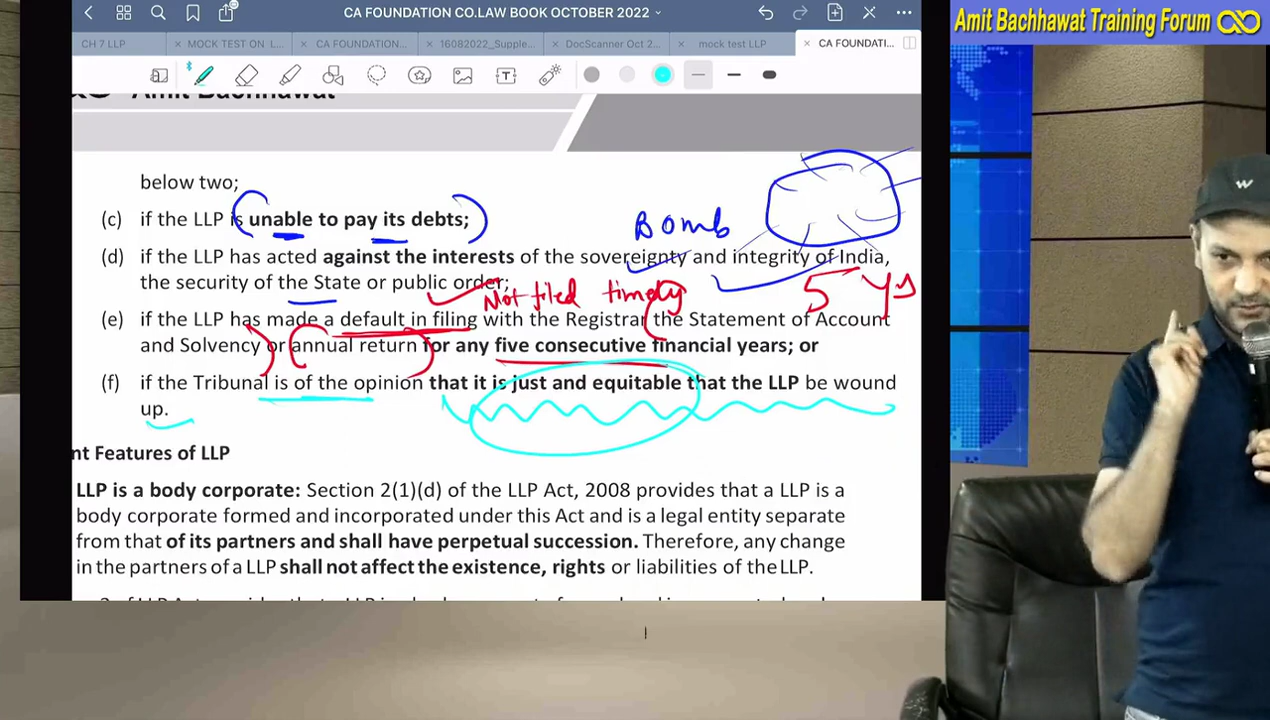 CA FOUNDATION CO.LAW BOOK OCTOBER 2022
Amit Bachhawat Training Forum
CH 7 LLP
MOCK TEST ON L...
CA FOUNDATION...
16082022_Supple...
DocScanner Oct 2...
mock test LLP
CA FOUNDATI...
Amit Bachhawat
below two;
(c) if the LLP is unable to pay its debts;
Bomb
(d) if the LLP has acted against the interests of the sovereignty and integrity of India,
the security of the State or public order;
Not filed timely
5 Ys
(e) if the LLP has made a default in filing with the Registrar the Statement of Account
and Solvency or annual return for any five consecutive financial years; or
(f) if the Tribunal is of the opinion that it is just and equitable that the LLP be wound
up.
nt Features of LLP
LLP is a body corporate: Section 2(1)(d) of the LLP Act, 2008 provides that a LLP is a
body corporate formed and incorporated under this Act and is a legal entity separate
from that of its partners and shall have perpetual succession. Therefore, any change
in the partners of a LLP shall not affect the existence, rights or liabilities of the LLP.